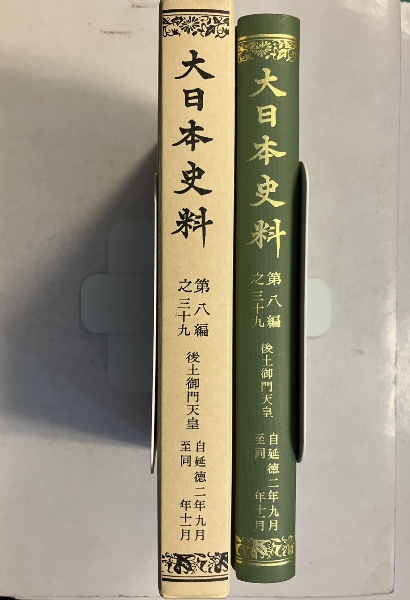 大日本史料
第八編
之三十九
後土御門天皇
自延徳二年九月
至同 年十一月
大日本史料
第八編
之三十九
後土御門天皇
自延徳二年九月
至同 年十一月